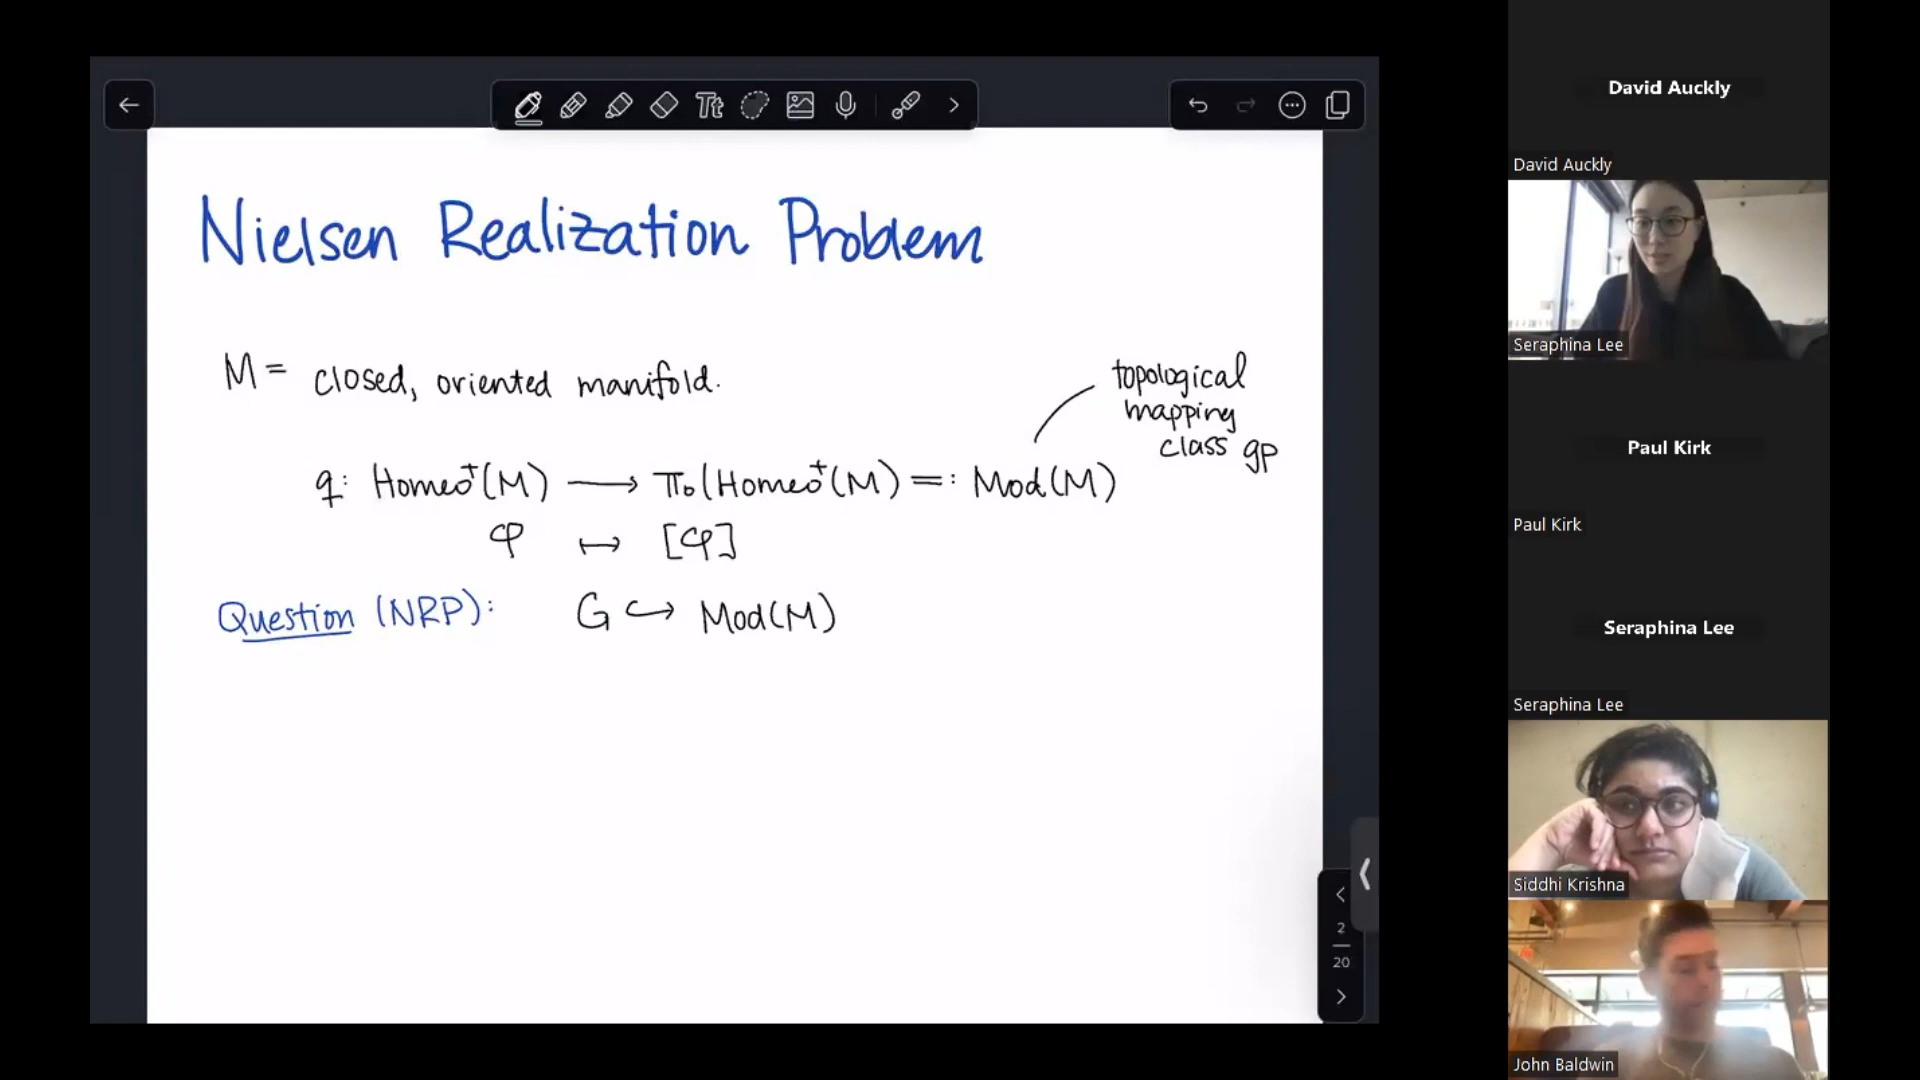 Nielsen Realization Problem
M = closed, oriented manifold.
topological
mapping
class gp
q: Homeo⁺(M) ⟶ π₀(Homeo⁺(M) =: Mod(M)
φ ↦ [φ]
Question (NRP): G ↪ Mod(M)
Tt
2
20
David Auckly
David Auckly
Seraphina Lee
Paul Kirk
Paul Kirk
Seraphina Lee
Seraphina Lee
Siddhi Krishna
John Baldwin